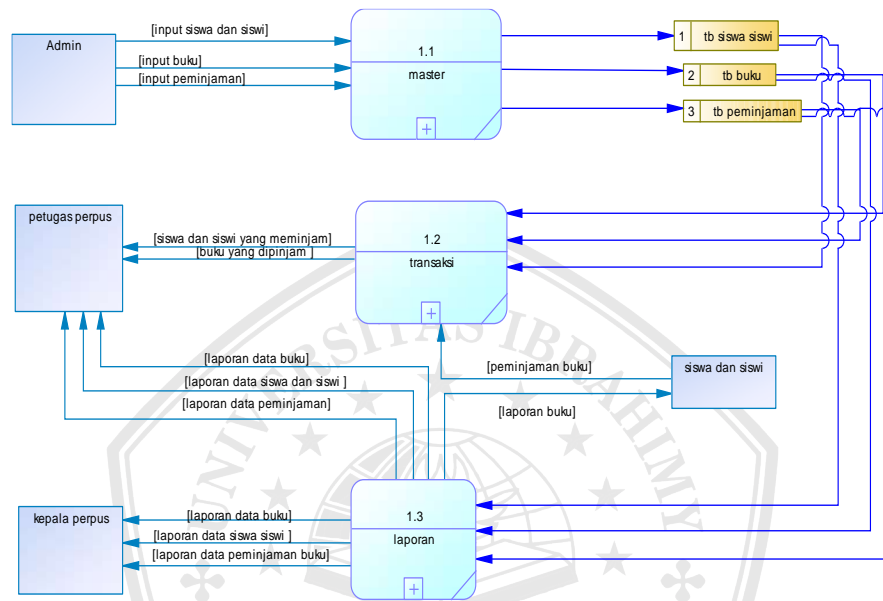 Admin
[input siswa dan siswi]
[input buku]
[input peminjaman]
1.1
master
1 tb siswa siswi
2 tb buku
3 tb peminjaman
petugas perpus
[siswa dan siswi yang meminjam]
[buku yang dipinjam ]
1.2
transaksi
[laporan data buku]
[laporan data siswa dan siswi ]
[laporan data peminjaman]
[peminjaman buku]
[laporan buku]
siswa dan siswi
kepala perpus
[laporan data buku]
[laporan data siswa siswi ]
[laporan data peminjaman buku]
1.3
laporan
UNIVERSITAS IBRAHIMY